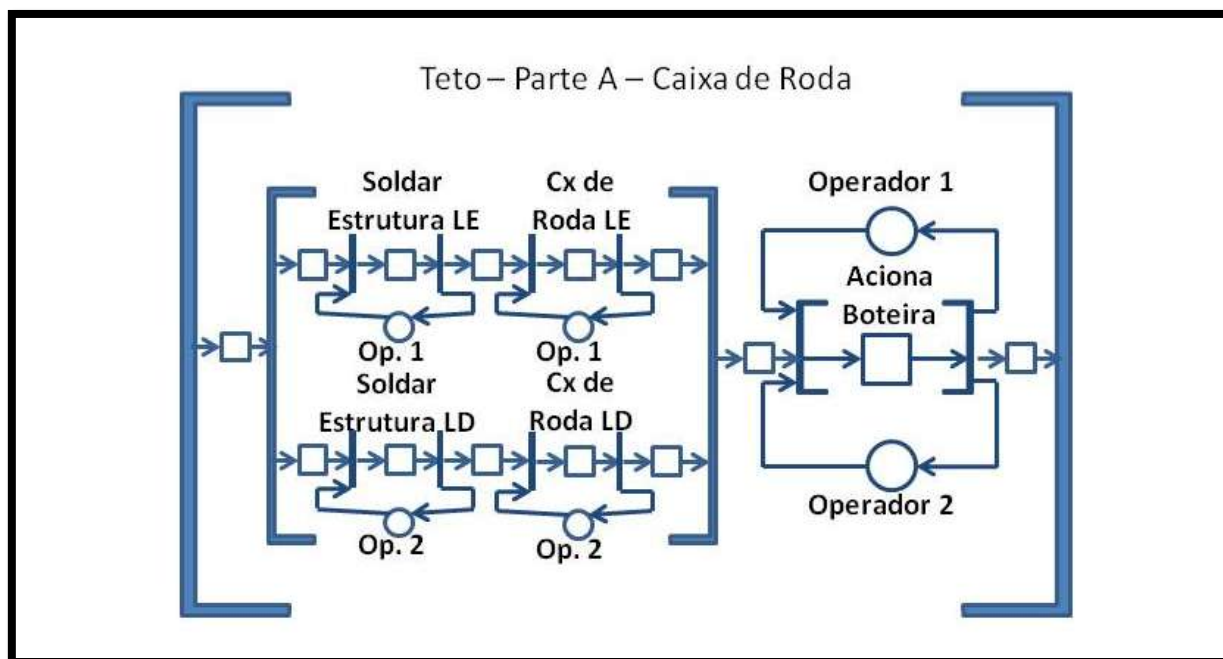 Teto – Parte A – Caixa de Roda
Soldar
Estrutura LE
Cx de
Roda LE
Op. 1
Op. 1
Soldar
Estrutura LD
Cx de
Roda LD
Op. 2
Op. 2
Operador 1
Aciona
Boteira
Operador 2